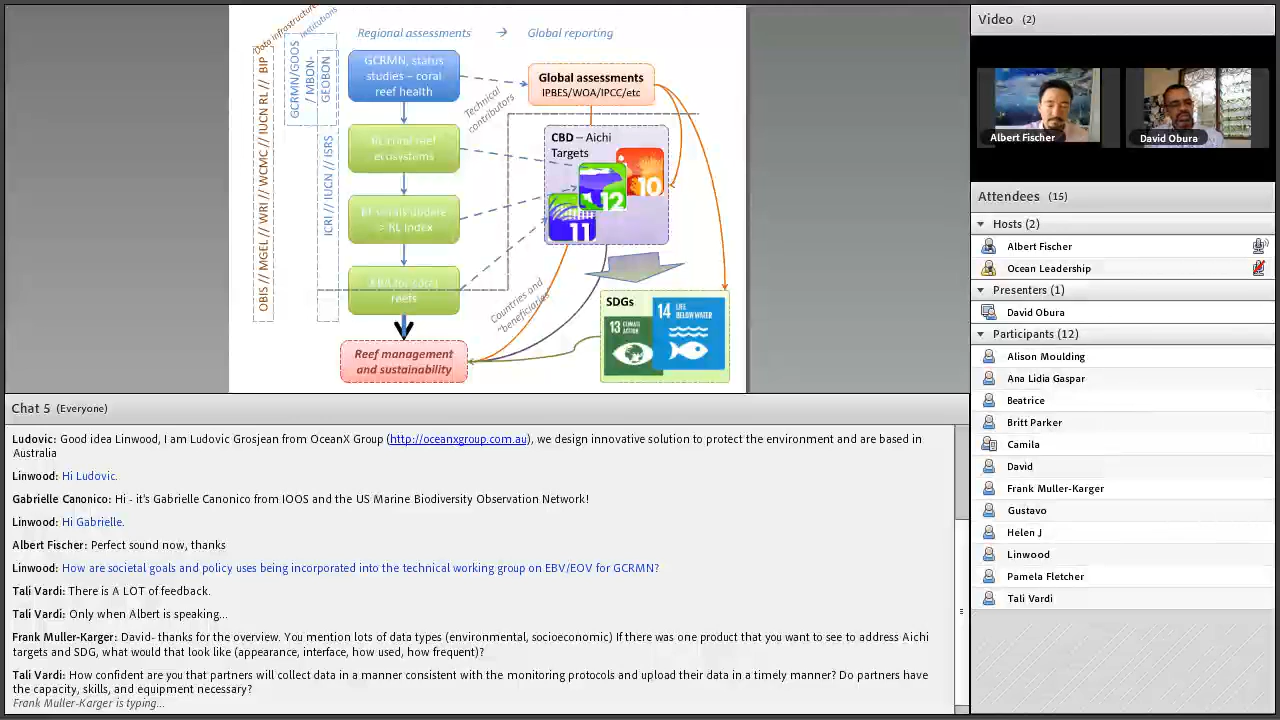 Data Infrastructure
Institutions
Regional assessments → Global reporting
OBIS // MGEL // WRI // WCMC // IUCN RL // BIP
GCRMN/GOOS
/ MBON-
GEOBON
ICRI // IUCN // ISRS
GCRMN, status
studies – coral
reef health
Technical
contributors
Global assessments
IPBES/WOA/IPCC/etc
ecosystems
CBD – Aichi
Targets
10
12
11
> RL Index
reefs
Countries and
"beneficiaries"
Reef management
and sustainability
SDGs
13 CLIMATE
ACTION
14 LIFE
BELOW WATER
Video (2)
Albert Fischer
David Obura
Attendees (15)
Hosts (2)
Albert Fischer
Ocean Leadership
Presenters (1)
David Obura
Participants (12)
Alison Moulding
Ana Lidia Gaspar
Beatrice
Britt Parker
Camila
David
Frank Muller-Karger
Gustavo
Helen J
Linwood
Pamela Fletcher
Tali Vardi
Chat 5 (Everyone)
Ludovic: Good idea Linwood, I am Ludovic Grosjean from OceanX Group (http://oceanxgroup.com.au), we design innovative solution to protect the environment and are based in
Australia
Linwood: Hi Ludovic.
Gabrielle Canonico: Hi - it's Gabrielle Canonico from IOOS and the US Marine Biodiversity Observation Network!
Linwood: Hi Gabrielle.
Albert Fischer: Perfect sound now, thanks
Linwood: How are societal goals and policy uses being incorporated into the technical working group on EBV/EOV for GCRMN?
Tali Vardi: There is A LOT of feedback.
Tali Vardi: Only when Albert is speaking...
Frank Muller-Karger: David- thanks for the overview. You mention lots of data types (environmental, socioeconomic) If there was one product that you want to see to address Aichi
targets and SDG, what would that look like (appearance, interface, how used, how frequent)?
Tali Vardi: How confident are you that partners will collect data in a manner consistent with the monitoring protocols and upload their data in a timely manner? Do partners have
the capacity, skills, and equipment necessary?
Frank Muller-Karger is typing...